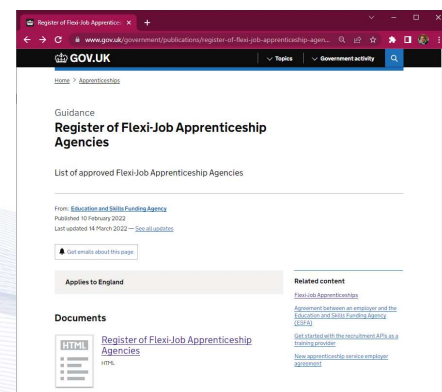 Register of Flexi-Job Apprentices
www.gov.uk/government/publications/register-of-flexi-job-apprenticeship-agen...
GOV.UK
Topics
Government activity
Home > Apprenticeships
Guidance
Register of Flexi-Job Apprenticeship
Agencies
List of approved Flexi-Job Apprenticeship Agencies
From: Education and Skills Funding Agency
Published 10 February 2022
Last updated 14 March 2022 — See all updates
Get emails about this page
Applies to England
Documents
HTML
Register of Flexi-Job Apprenticeship
Agencies
HTML
Related content
Flexi-Job Apprenticeships
Agreement between an employer and the
Education and Skills Funding Agency
(ESFA)
Get started with the recruitment APIs as a
training provider
New apprenticeship service employer
agreement